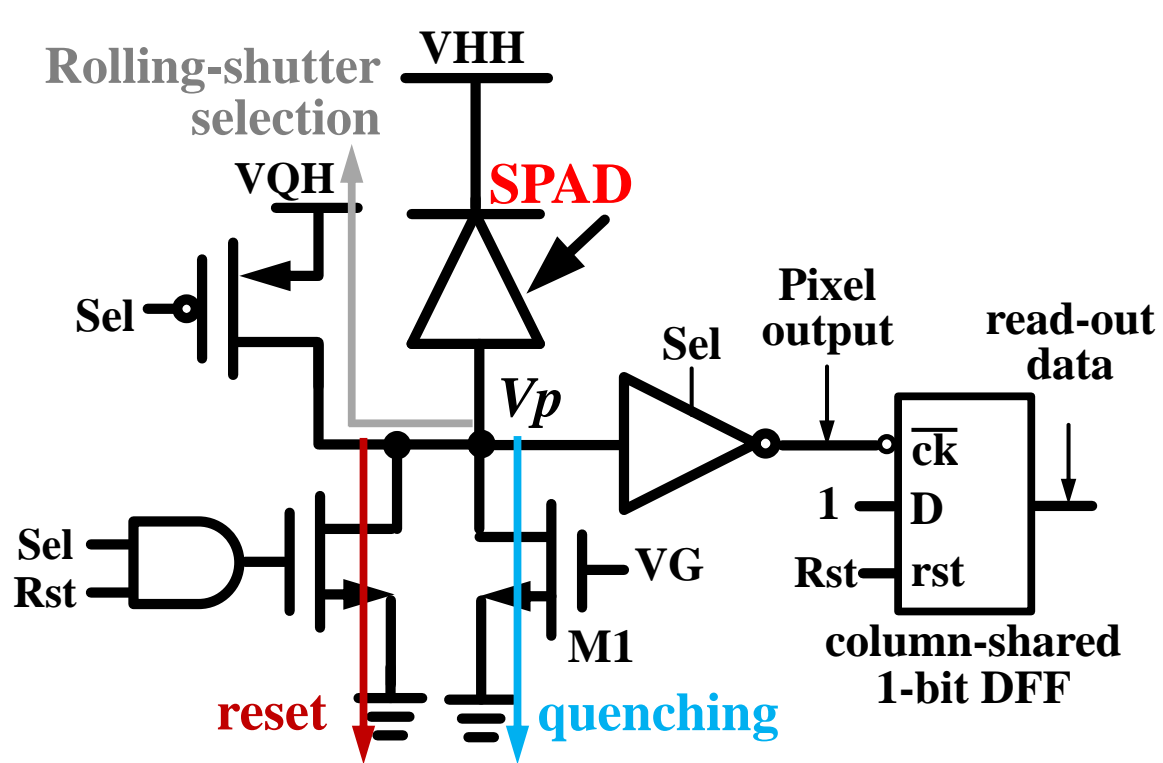 VHH
Rolling-shutter
selection
VQH
SPAD
Sel
Pixel
output
read-out
data
Sel
Vp
ck
1
D
Sel
Rst
VG
Rst
rst
M1
column-shared
1-bit DFF
reset
quenching